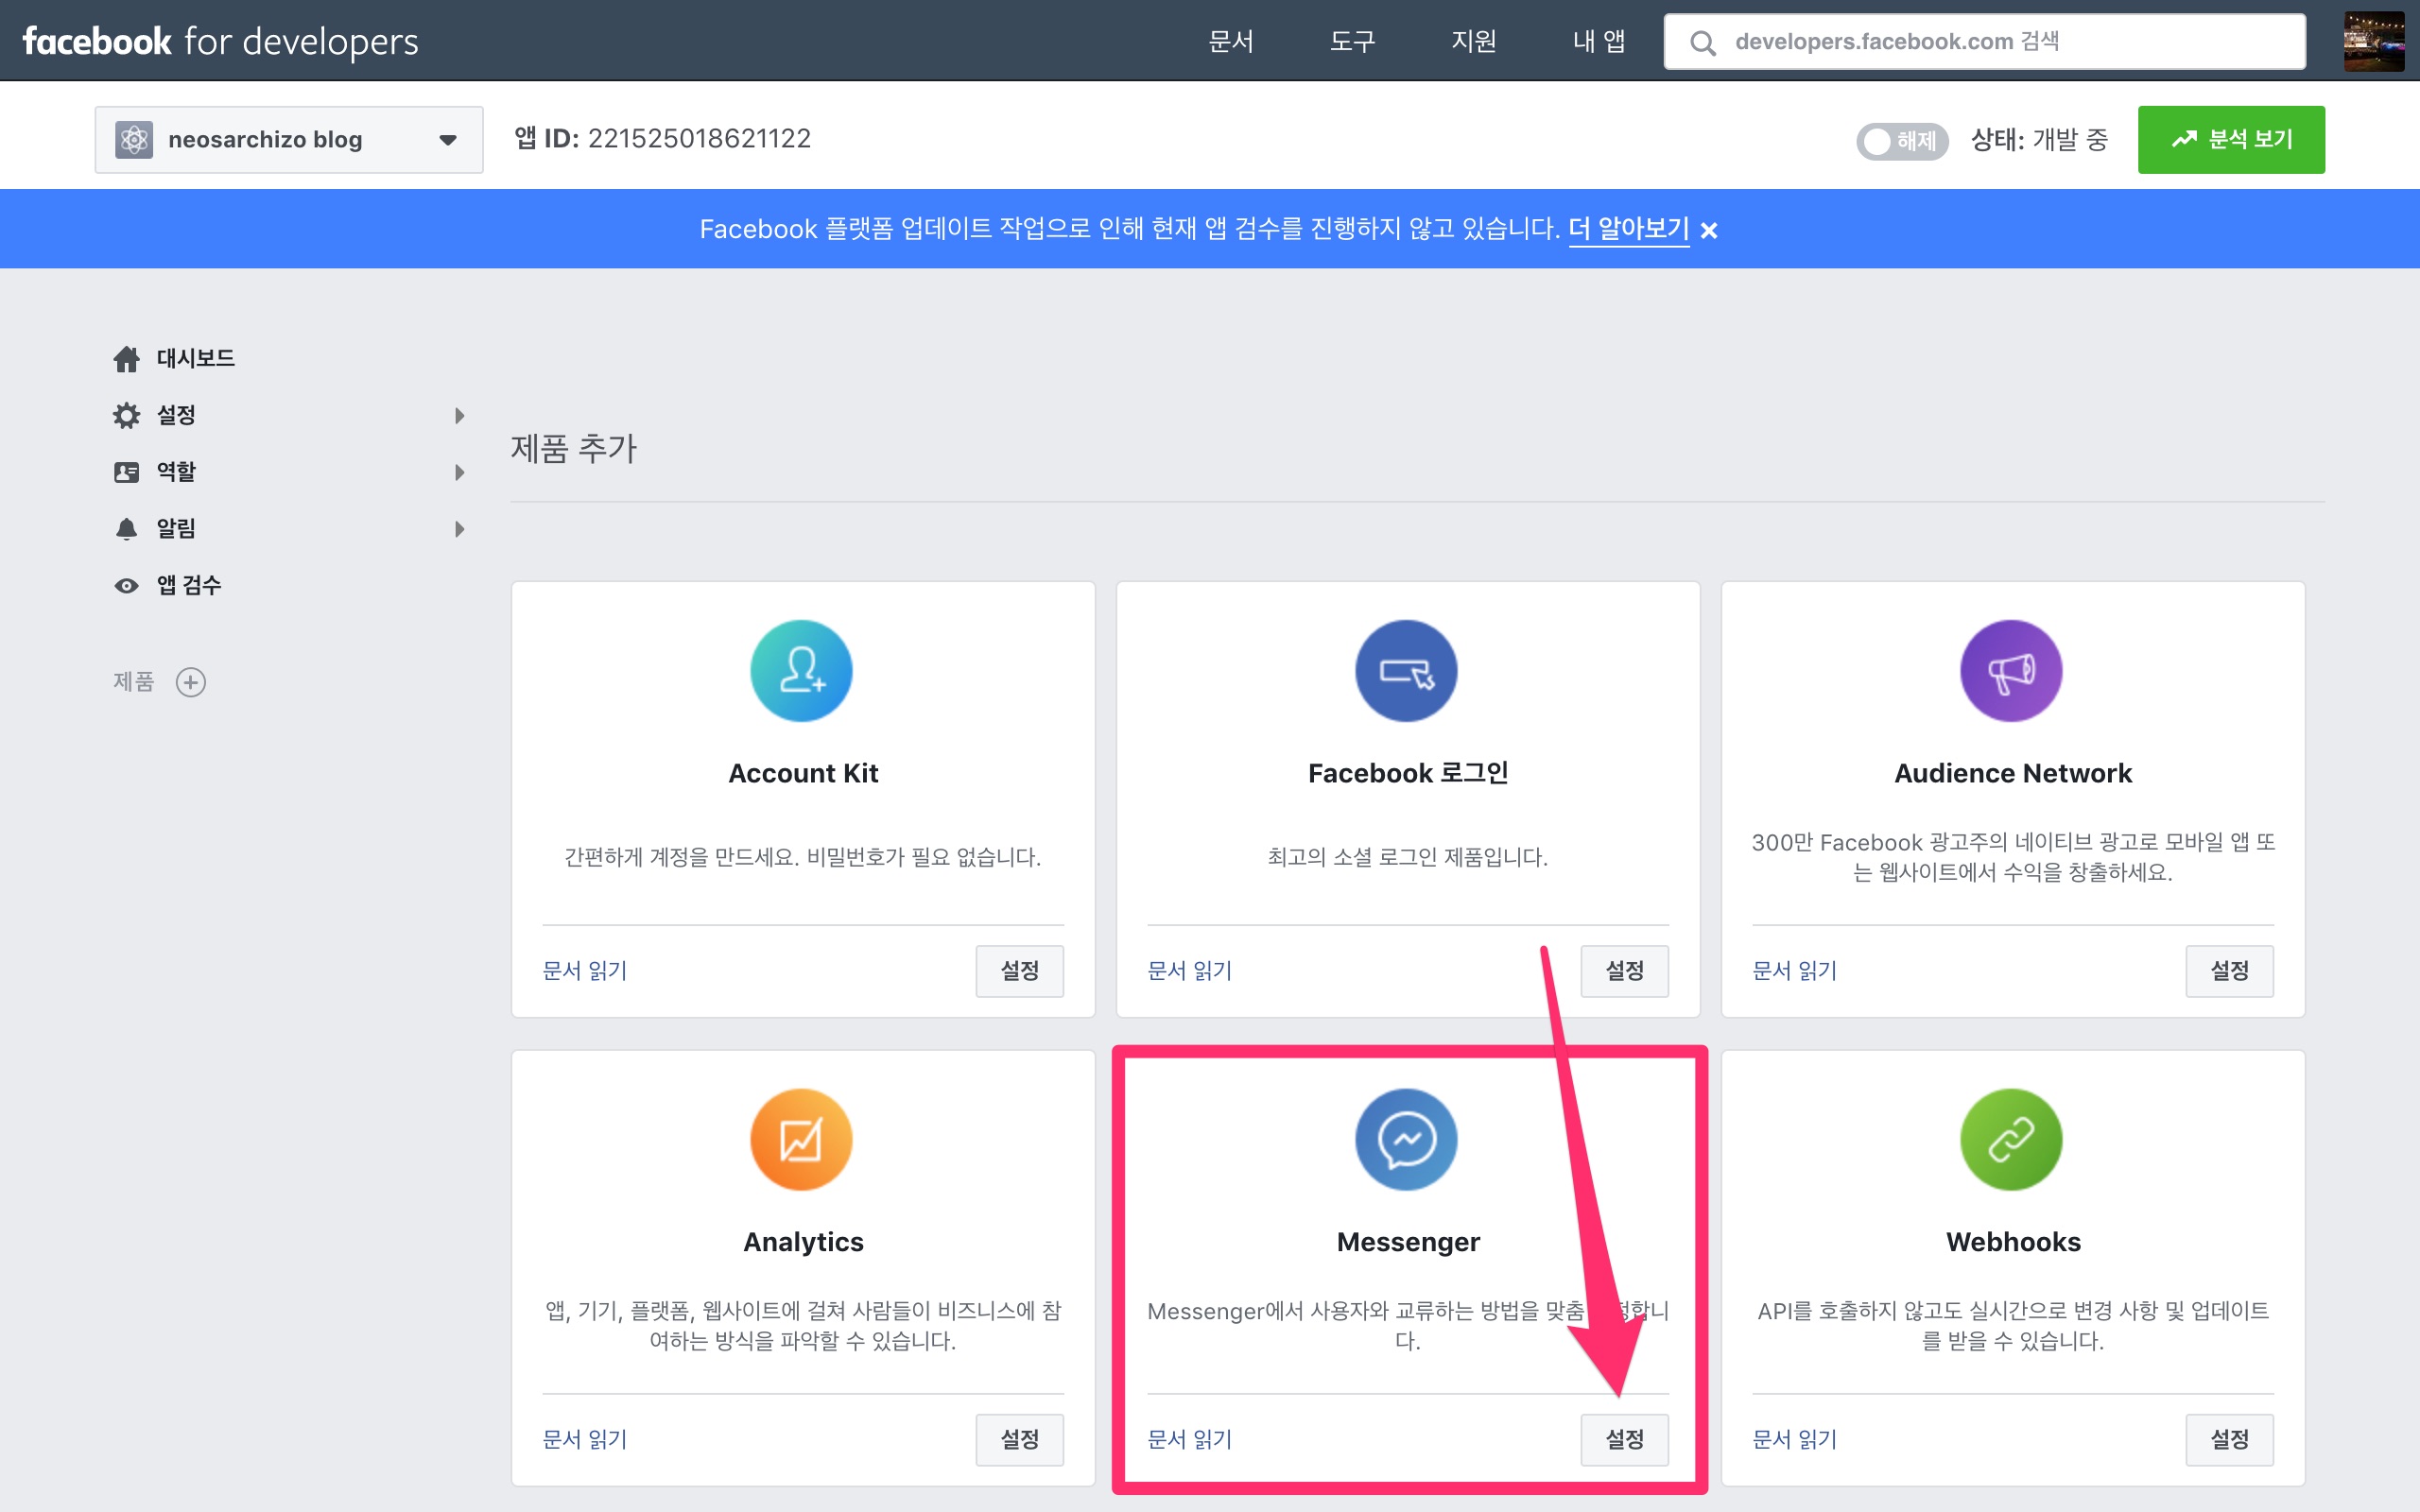 facebook for developers
문서 도구 지원 내 앱 developers.facebook.com 검색
neosarchizo blog 앱 ID: 221525018621122 해제 상태: 개발 중 분석 보기
Facebook 플랫폼 업데이트 작업으로 인해 현재 앱 검수를 진행하지 않고 있습니다. 더 알아보기
대시보드
설정
역할
알림
앱 검수
제품
제품 추가
Account Kit
간편하게 계정을 만드세요. 비밀번호가 필요 없습니다.
문서 읽기 설정
Facebook 로그인
최고의 소셜 로그인 제품입니다.
문서 읽기 설정
Audience Network
300만 Facebook 광고주의 네이티브 광고로 모바일 앱 또
는 웹사이트에서 수익을 창출하세요.
문서 읽기 설정
Analytics
앱, 기기, 플랫폼, 웹사이트에 걸쳐 사람들이 비즈니스에 참
여하는 방식을 파악할 수 있습니다.
문서 읽기 설정
Messenger
Messenger에서 사용자와 교류하는 방법을 맞춤
다.
문서 읽기 설정
Webhooks
API를 호출하지 않고도 실시간으로 변경 사항 및 업데이트
를 받을 수 있습니다.
문서 읽기 설정